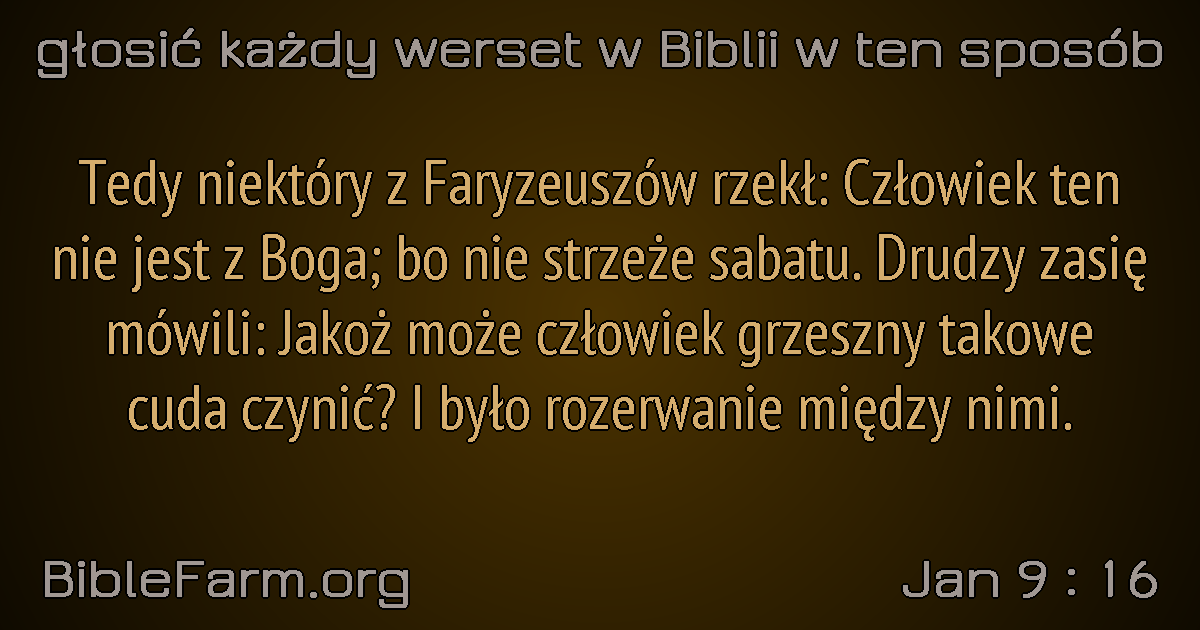 głosić każdy werset w Biblii w ten sposób
Tedy niektóry z Faryzeuszów rzekł: Człowiek ten
nie jest z Boga; bo nie strzeże sabatu. Drudzy zasię
mówili: Jakoż może człowiek grzeszny takowe
cuda czynić? I było rozerwanie między nimi.
BibleFarm.org
Jan 9 : 16